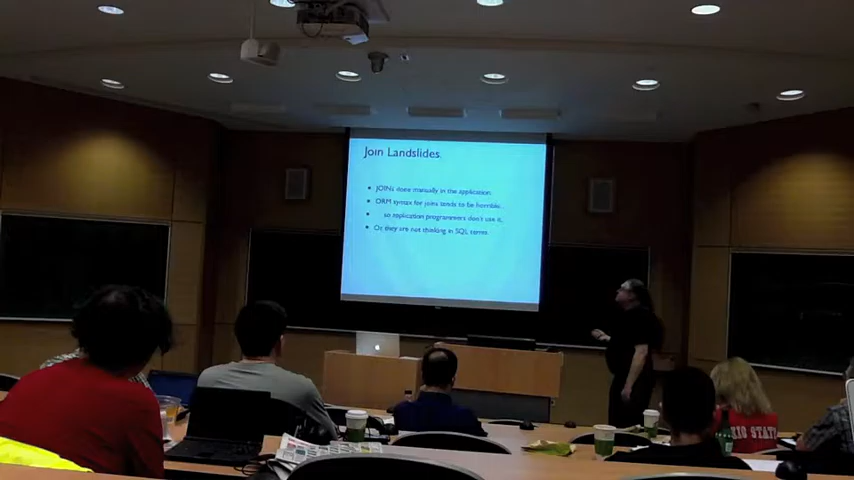 Join Landslides
JOINs done manually in the application.
ORM syntax for joins tends to be horrible.
so application programmers don't use it.
Or they are not thinking in SQL terms.
STATE